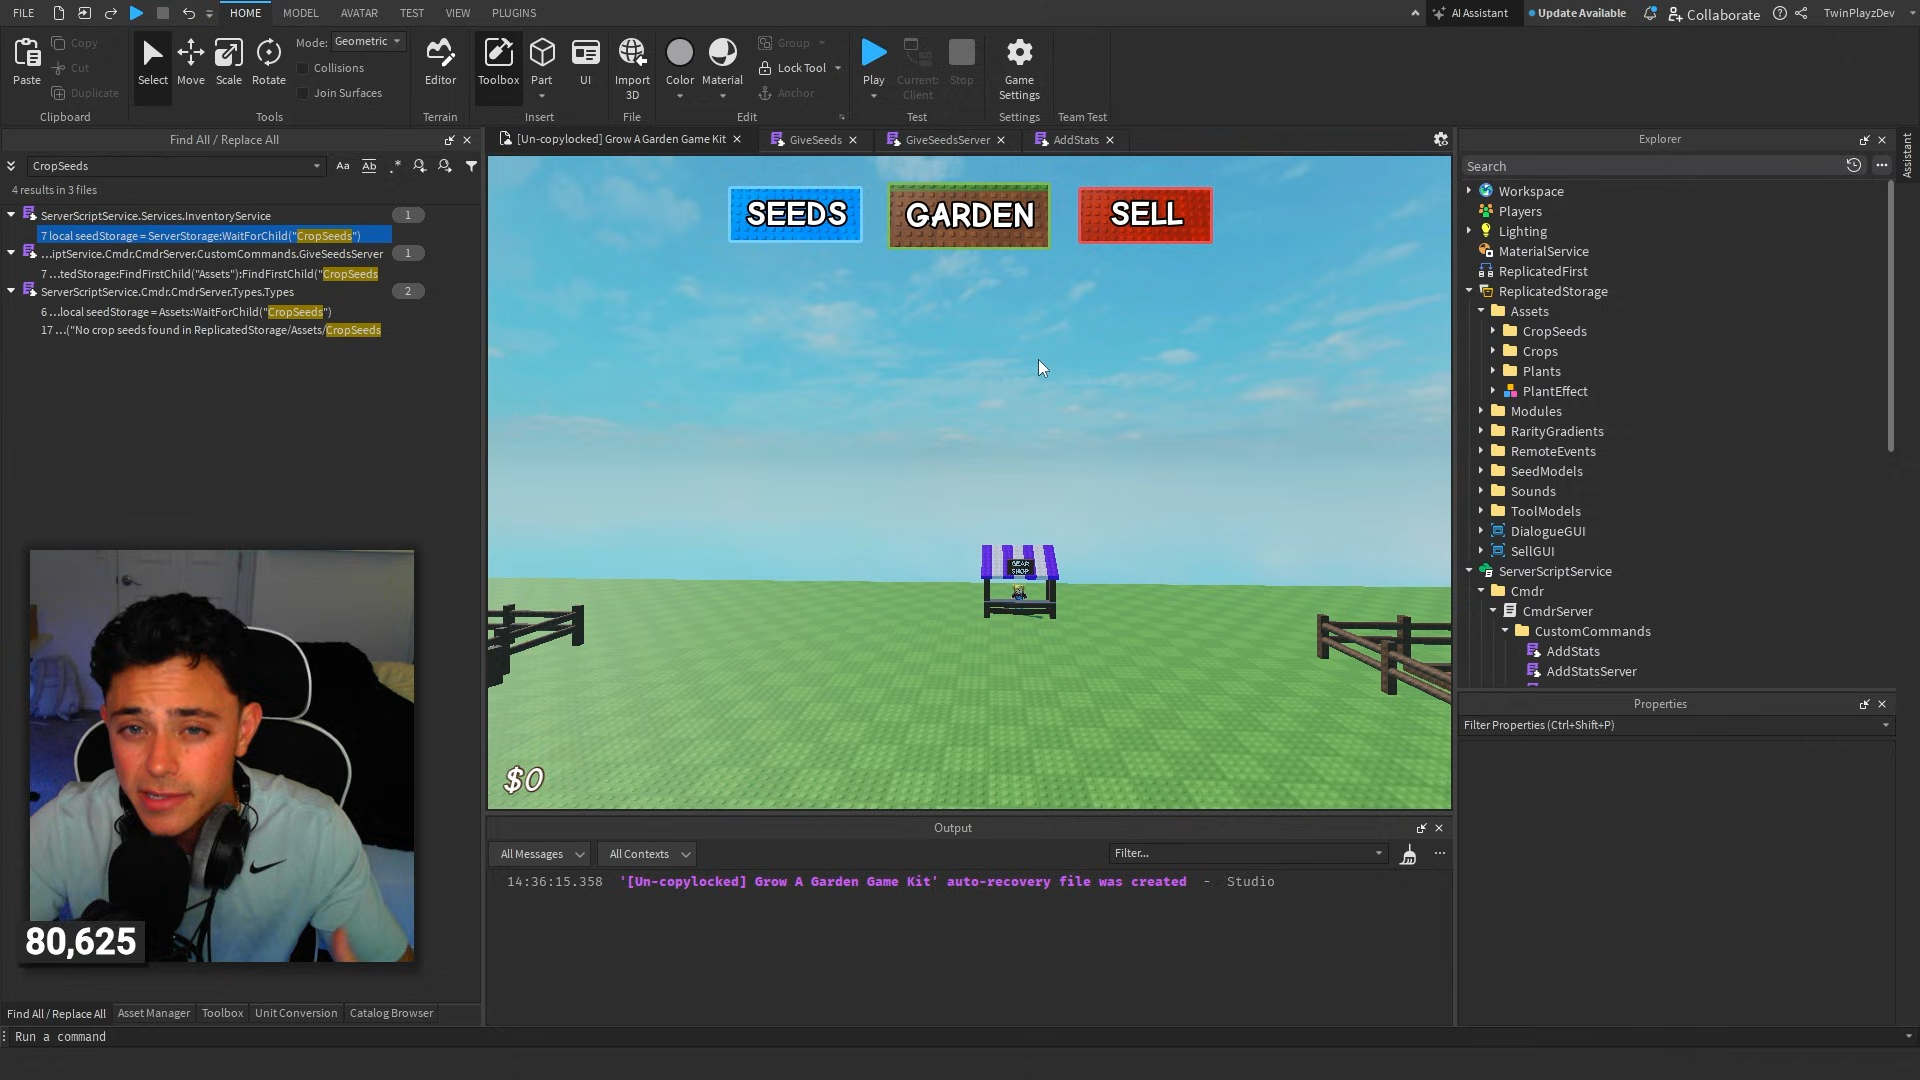 FILE
HOME
MODEL
AVATAR
TEST
VIEW
PLUGINS
AI Assistant
Update Available
Collaborate
TwinPlayzDev
Paste
Copy
Cut
Duplicate
Clipboard
Select
Move
Scale
Rotate
Mode: Geometric
Collisions
Join Surfaces
Tools
Editor
Terrain
Toolbox
Part
UI
Insert
Import
3D
File
Color
Material
Group
Lock Tool
Anchor
Edit
Play
Current:
Client
Stop
Test
Game
Settings
Settings
Team Test
Find All / Replace All
CropSeeds
Aa
Ab
4 results in 3 files
ServerScriptService.Services.InventoryService
1
7 local seedStorage = ServerStorage:WaitForChild("CropSeeds")
...iptService.Cmdr.CmdrServer.CustomCommands.GiveSeedsServer
1
7 ...tedStorage:FindFirstChild("Assets"):FindFirstChild("CropSeeds
ServerScriptService.Cmdr.CmdrServer.Types.Types
2
6 ...local seedStorage = Assets:WaitForChild("CropSeeds")
17 ...("No crop seeds found in ReplicatedStorage/Assets/CropSeeds
80,625
Find All / Replace All
Asset Manager
Toolbox
Unit Conversion
Catalog Browser
Run a command
[Un-copylocked] Grow A Garden Game Kit
GiveSeeds
GiveSeedsServer
AddStats
SEEDS
GARDEN
SELL
GEAR
SHOP
$0
Output
All Messages
All Contexts
Filter...
14:36:15.358 '[Un-copylocked] Grow A Garden Game Kit' auto-recovery file was created - Studio
Explorer
Search
Workspace
Players
Lighting
MaterialService
ReplicatedFirst
ReplicatedStorage
Assets
CropSeeds
Crops
Plants
PlantEffect
Modules
RarityGradients
RemoteEvents
SeedModels
Sounds
ToolModels
DialogueGUI
SellGUI
ServerScriptService
Cmdr
CmdrServer
CustomCommands
AddStats
AddStatsServer
Properties
Filter Properties (Ctrl+Shift+P)
Assistant